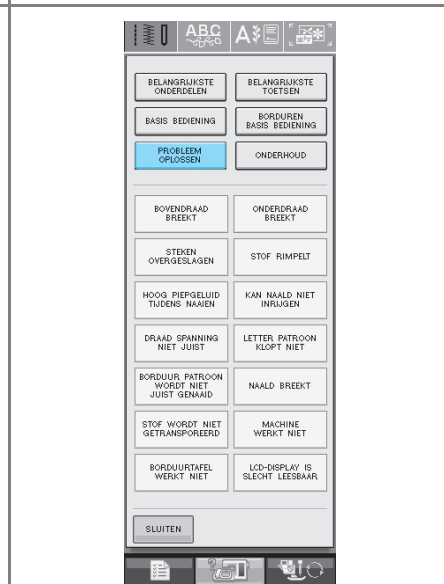 ABC
A
BELANGRIJKSTE
ONDERDELEN
BELANGRIJKSTE
TOETSEN
BASIS BEDIENING
BORDUREN
BASIS BEDIENING
PROBLEEM
OPLOSSEN
ONDERHOUD
BOVENDRAAD
BREEKT
ONDERDRAAD
BREEKT
STEKEN
OVERGESLAGEN
STOF RIMPELT
HOOG PIEPGELUID
TIJDENS NAAIEN
KAN NAALD NIET
INRIJGEN
DRAAD SPANNING
NIET JUIST
LETTER PATROON
KLOPT NIET
BORDUUR PATROON
WORDT NIET
JUIST GENAAID
NAALD BREEKT
STOF WORDT NIET
GETRANSPOREERD
MACHINE
WERKT NIET
BORDUURTAFEL
WERKT NIET
LCD-DISPLAY IS
SLECHT LEESBAAR
SLUITEN